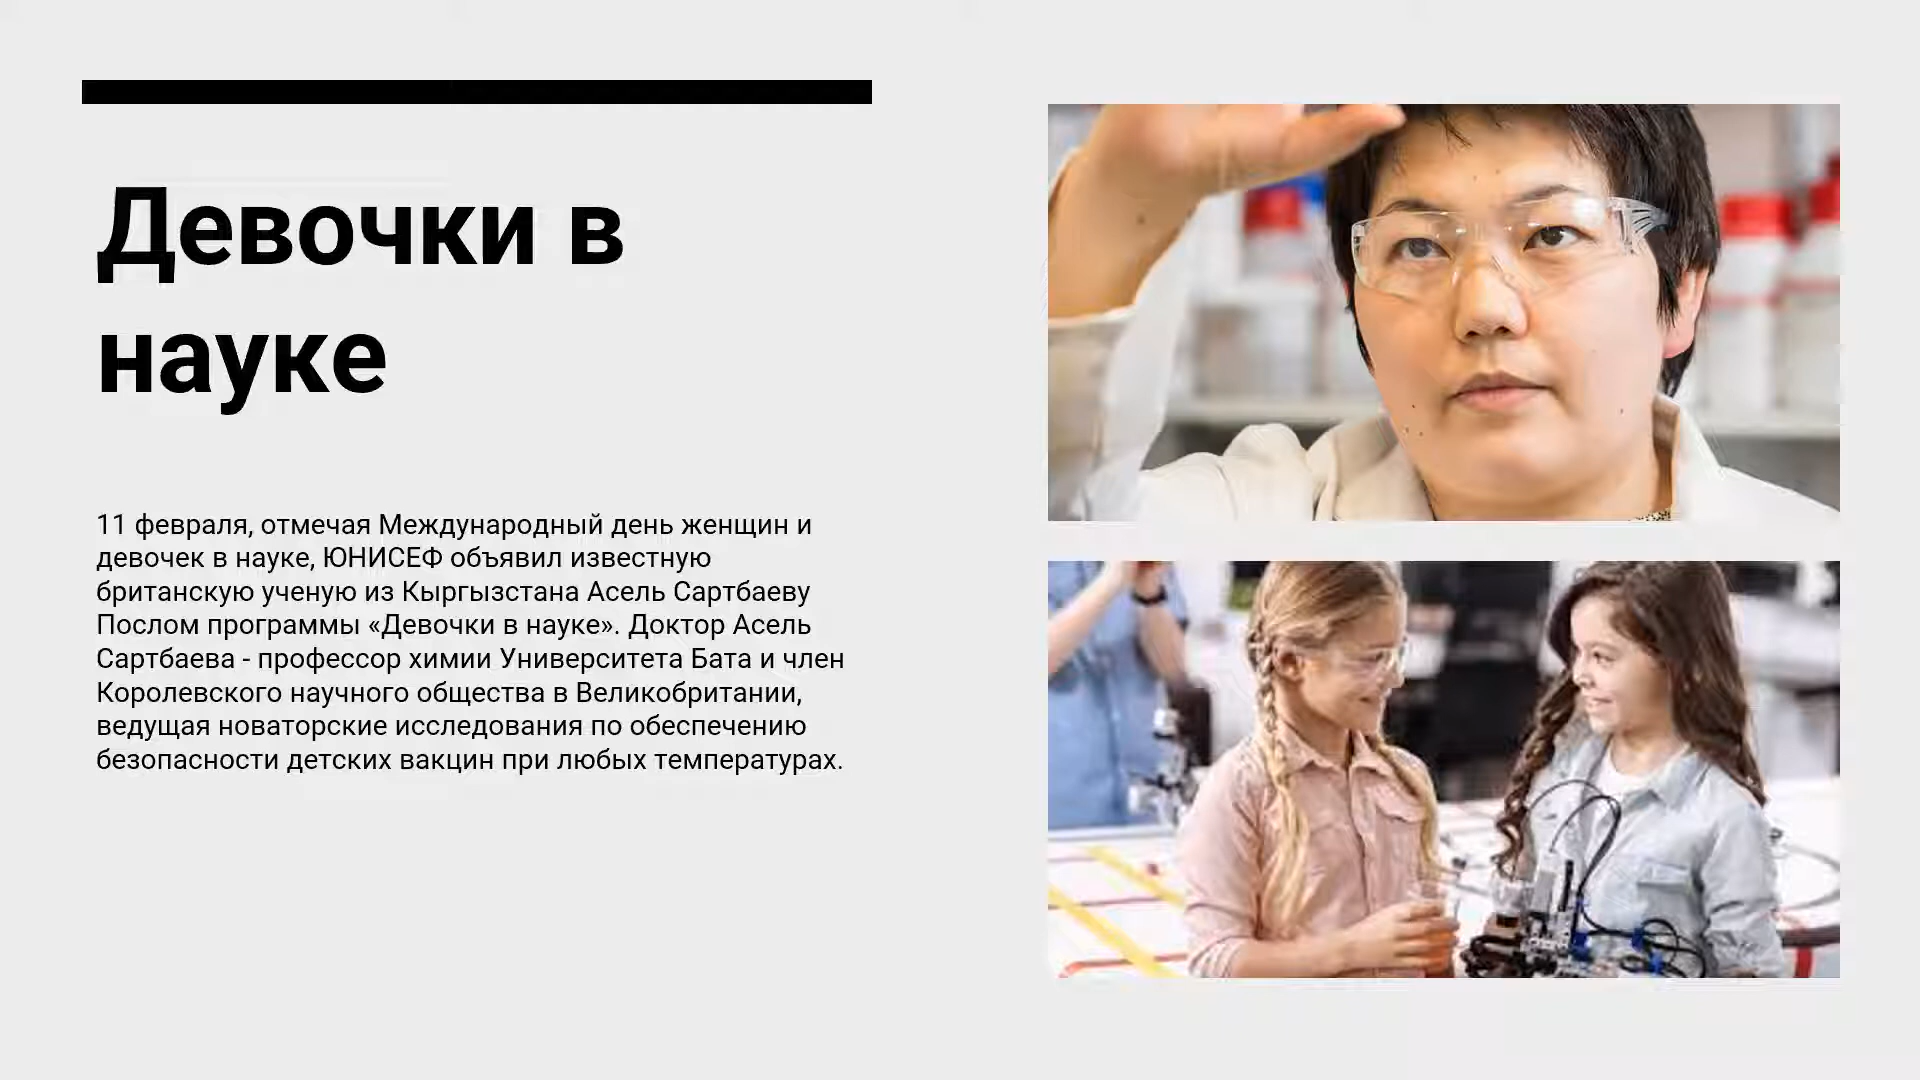 Девочки в
науке
11 февраля, отмечая Международный день женщин и
девочек в науке, ЮНИСЕФ объявил известную
британскую ученую из Кыргызстана Асель Сартбаеву
Послом программы «Девочки в науке». Доктор Асель
Сартбаева - профессор химии Университета Бата и член
Королевского научного общества в Великобритании,
ведущая новаторские исследования по обеспечению
безопасности детских вакцин при любых температурах.